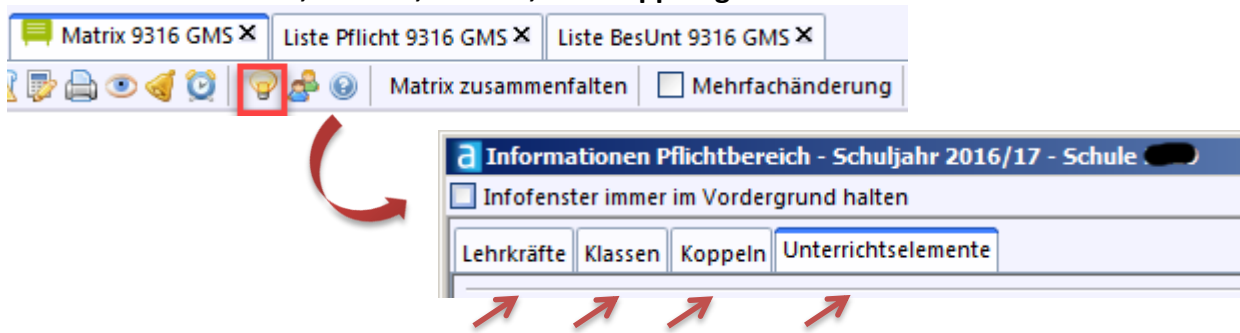 Matrix 9316 GMS X Liste Pflicht 9316 GMS X Liste BesUnt 9316 GMS X
Matrix zusammenfalten Mehrfachänderung
a Informationen Pflichtbereich - Schuljahr 2016/17 - Schule
Infofenster immer im Vordergrund halten
Lehrkräfte Klassen Koppeln Unterrichtselemente